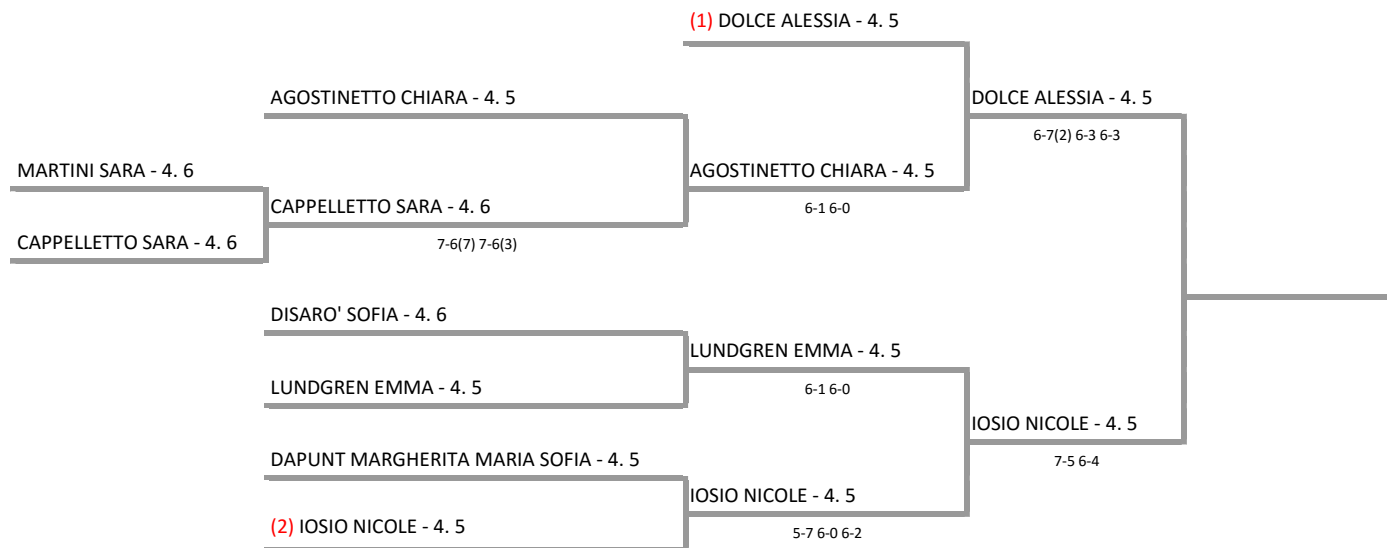 (1) DOLCE ALESSIA - 4. 5
AGOSTINETTO CHIARA - 4. 5
DOLCE ALESSIA - 4. 5
6-7(2) 6-3 6-3
MARTINI SARA - 4. 6
AGOSTINETTO CHIARA - 4. 5
6-1 6-0
CAPPELLETTO SARA - 4. 6
7-6(7) 7-6(3)
CAPPELLETTO SARA - 4. 6
DISARO' SOFIA - 4. 6
LUNDGREN EMMA - 4. 5
6-1 6-0
LUNDGREN EMMA - 4. 5
IOSIO NICOLE - 4. 5
7-5 6-4
DAPUNT MARGHERITA MARIA SOFIA - 4. 5
IOSIO NICOLE - 4. 5
5-7 6-0 6-2
(2) IOSIO NICOLE - 4. 5